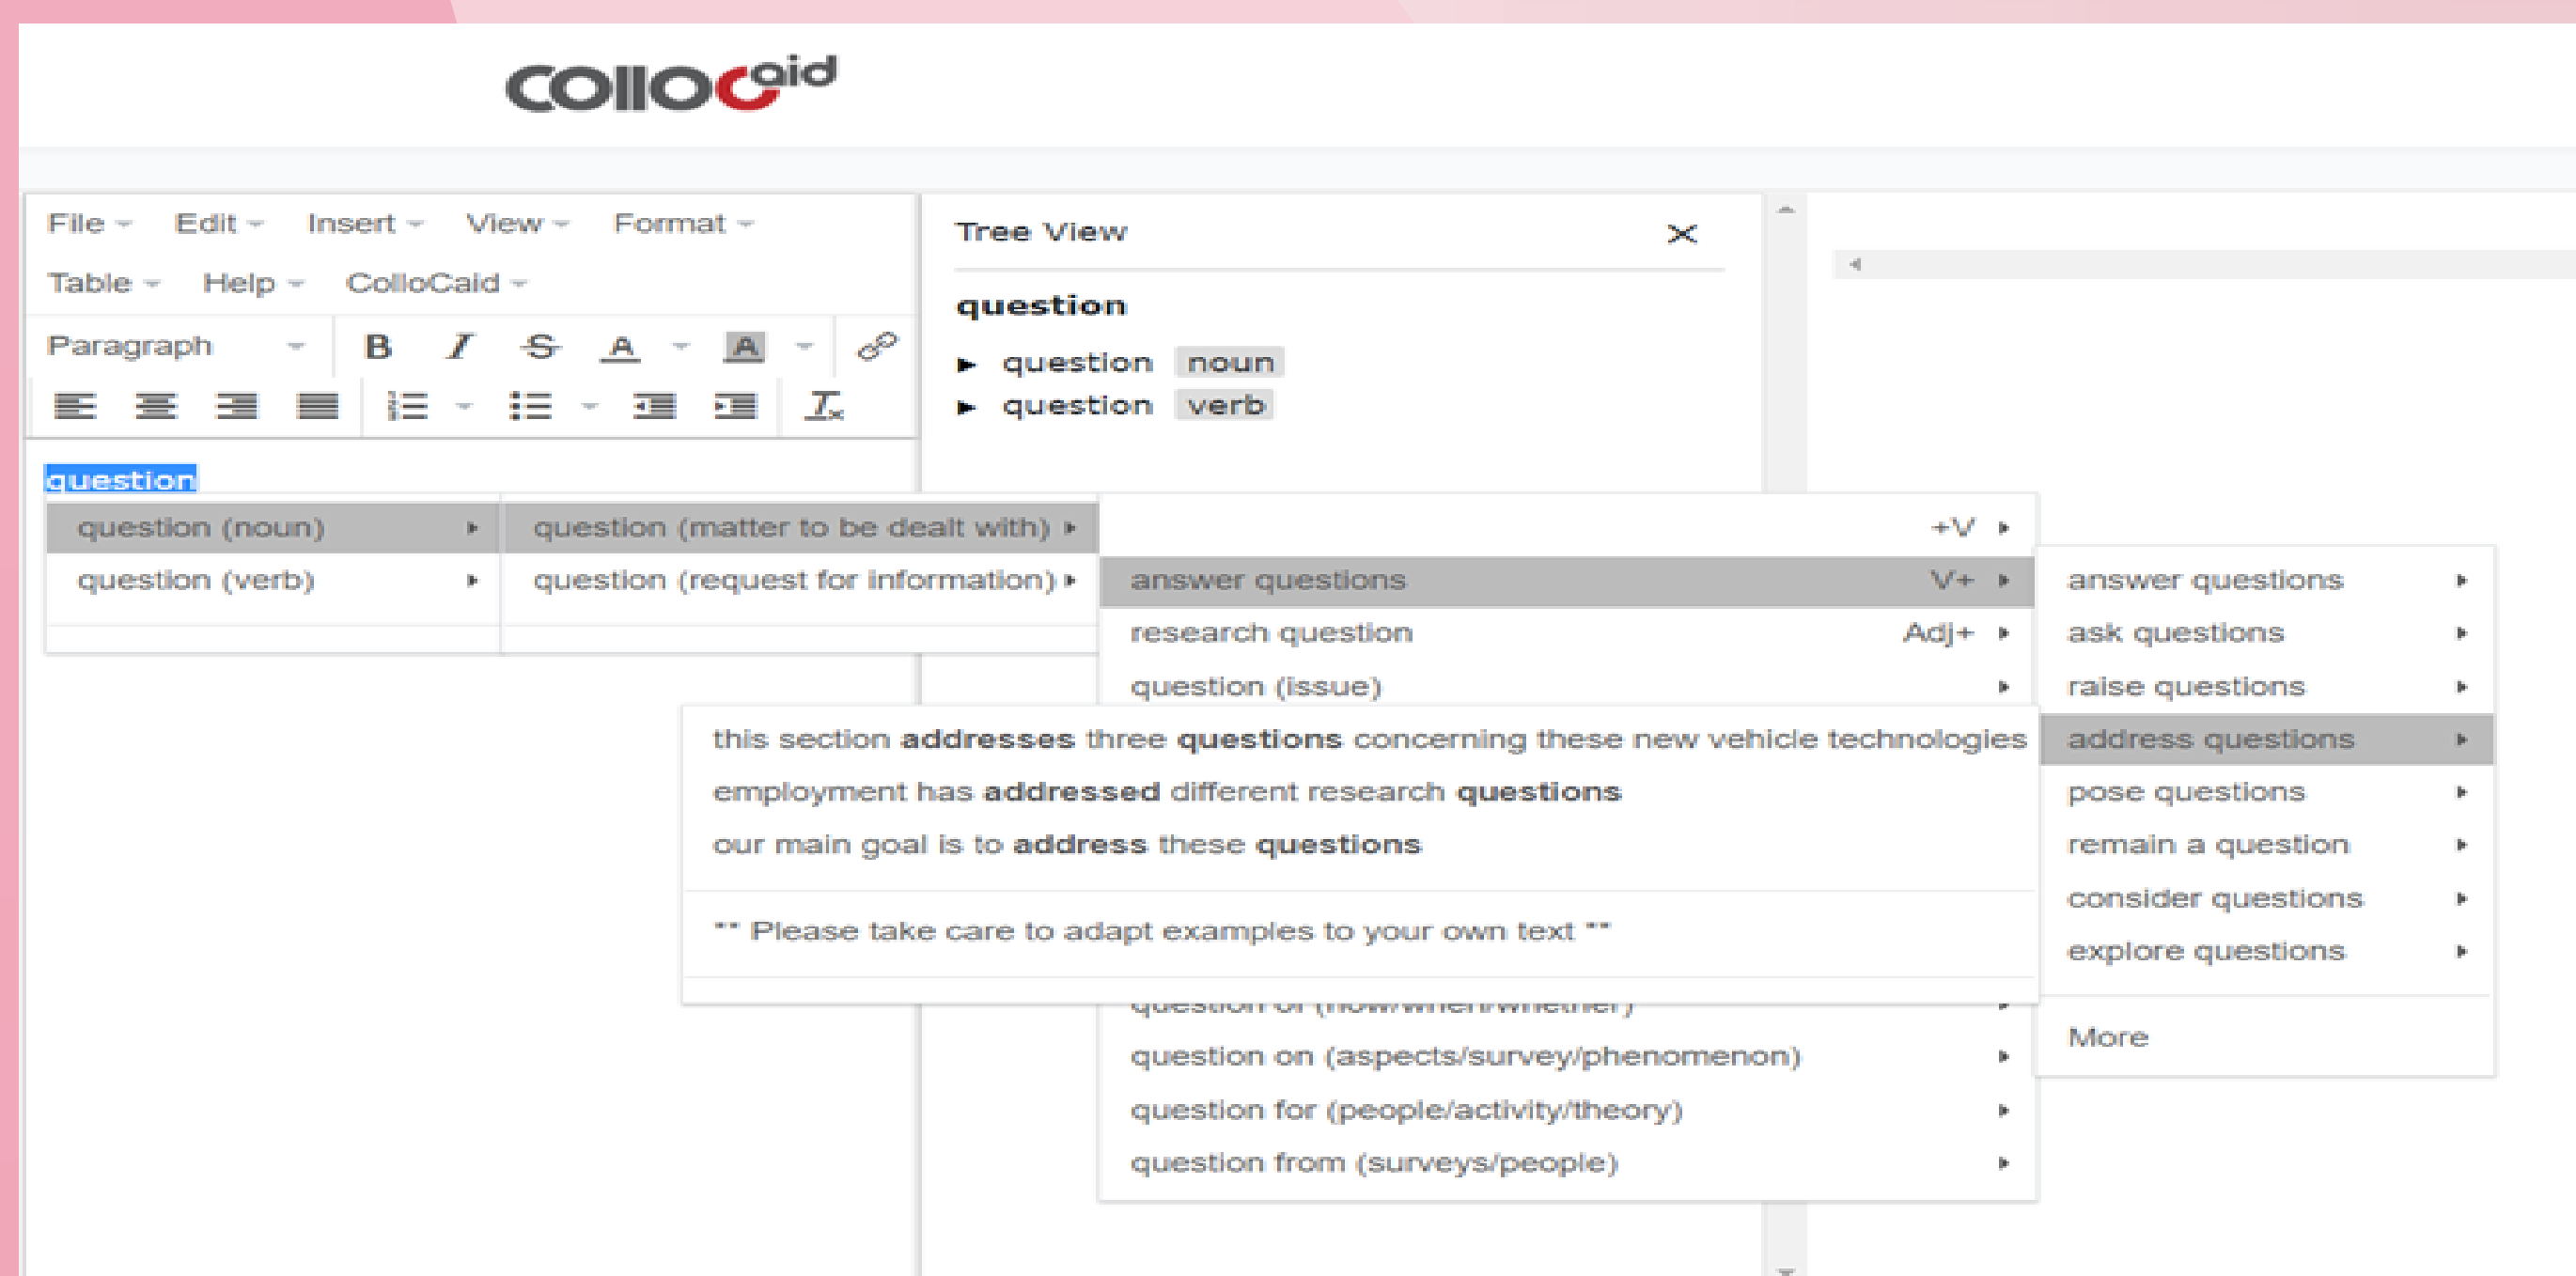 collocaid
File Edit Insert View Format
Table Help ColloCaid
Paragraph B I S A A
Tree View
question
question noun
question verb
question
question (noun)
question (verb)
question (matter to be dealt with)
question (request for information)
+V
answer questions V+
research question Adj+
question (issue)
question of (how/when/whether)
question on (aspects/survey/phenomenon)
question for (people/activity/theory)
question from (surveys/people)
answer questions
ask questions
raise questions
address questions
pose questions
remain a question
consider questions
explore questions
More
this section addresses three questions concerning these new vehicle technologies
employment has addressed different research questions
our main goal is to address these questions
** Please take care to adapt examples to your own text **